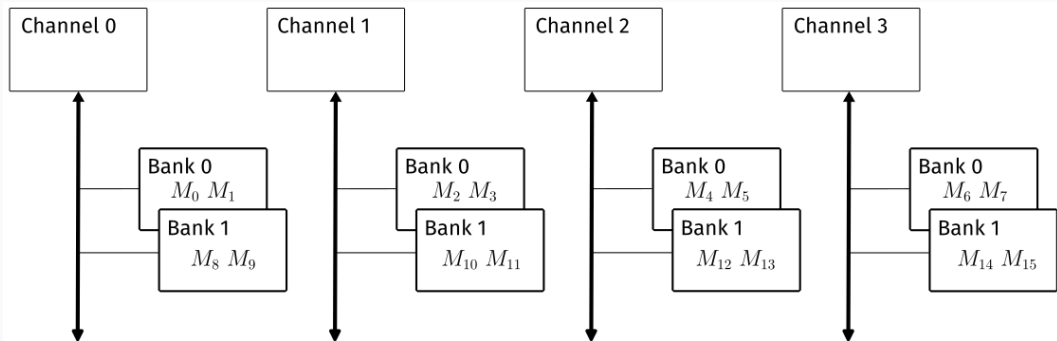 Channel 0
Channel 1
Channel 2
Channel 3
Bank 0
M₀ M₁
Bank 1
M₈ M₉
Bank 0
M₂ M₃
Bank 1
M₁₀ M₁₁
Bank 0
M₄ M₅
Bank 1
M₁₂ M₁₃
Bank 0
M₆ M₇
Bank 1
M₁₄ M₁₅